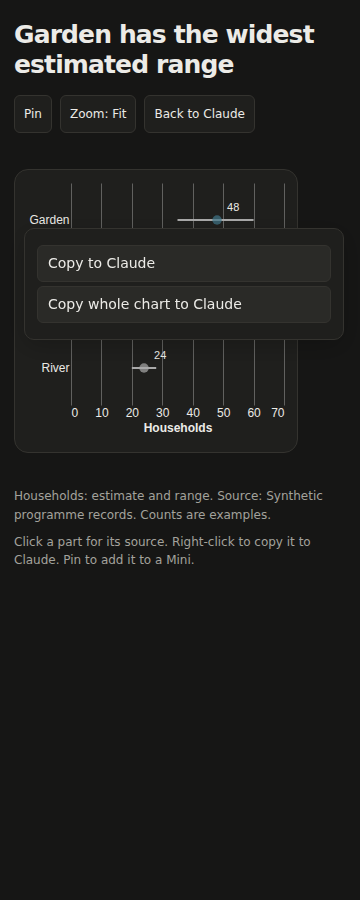 Garden has the widest
estimated range
Pin
Zoom: Fit
Back to Claude
48
Garden
Copy to Claude
Copy whole chart to Claude
24
River
0 10 20 30 40 50 60 70
Households
Households: estimate and range. Source: Synthetic
programme records. Counts are examples.
Click a part for its source. Right-click to copy it to
Claude. Pin to add it to a Mini.